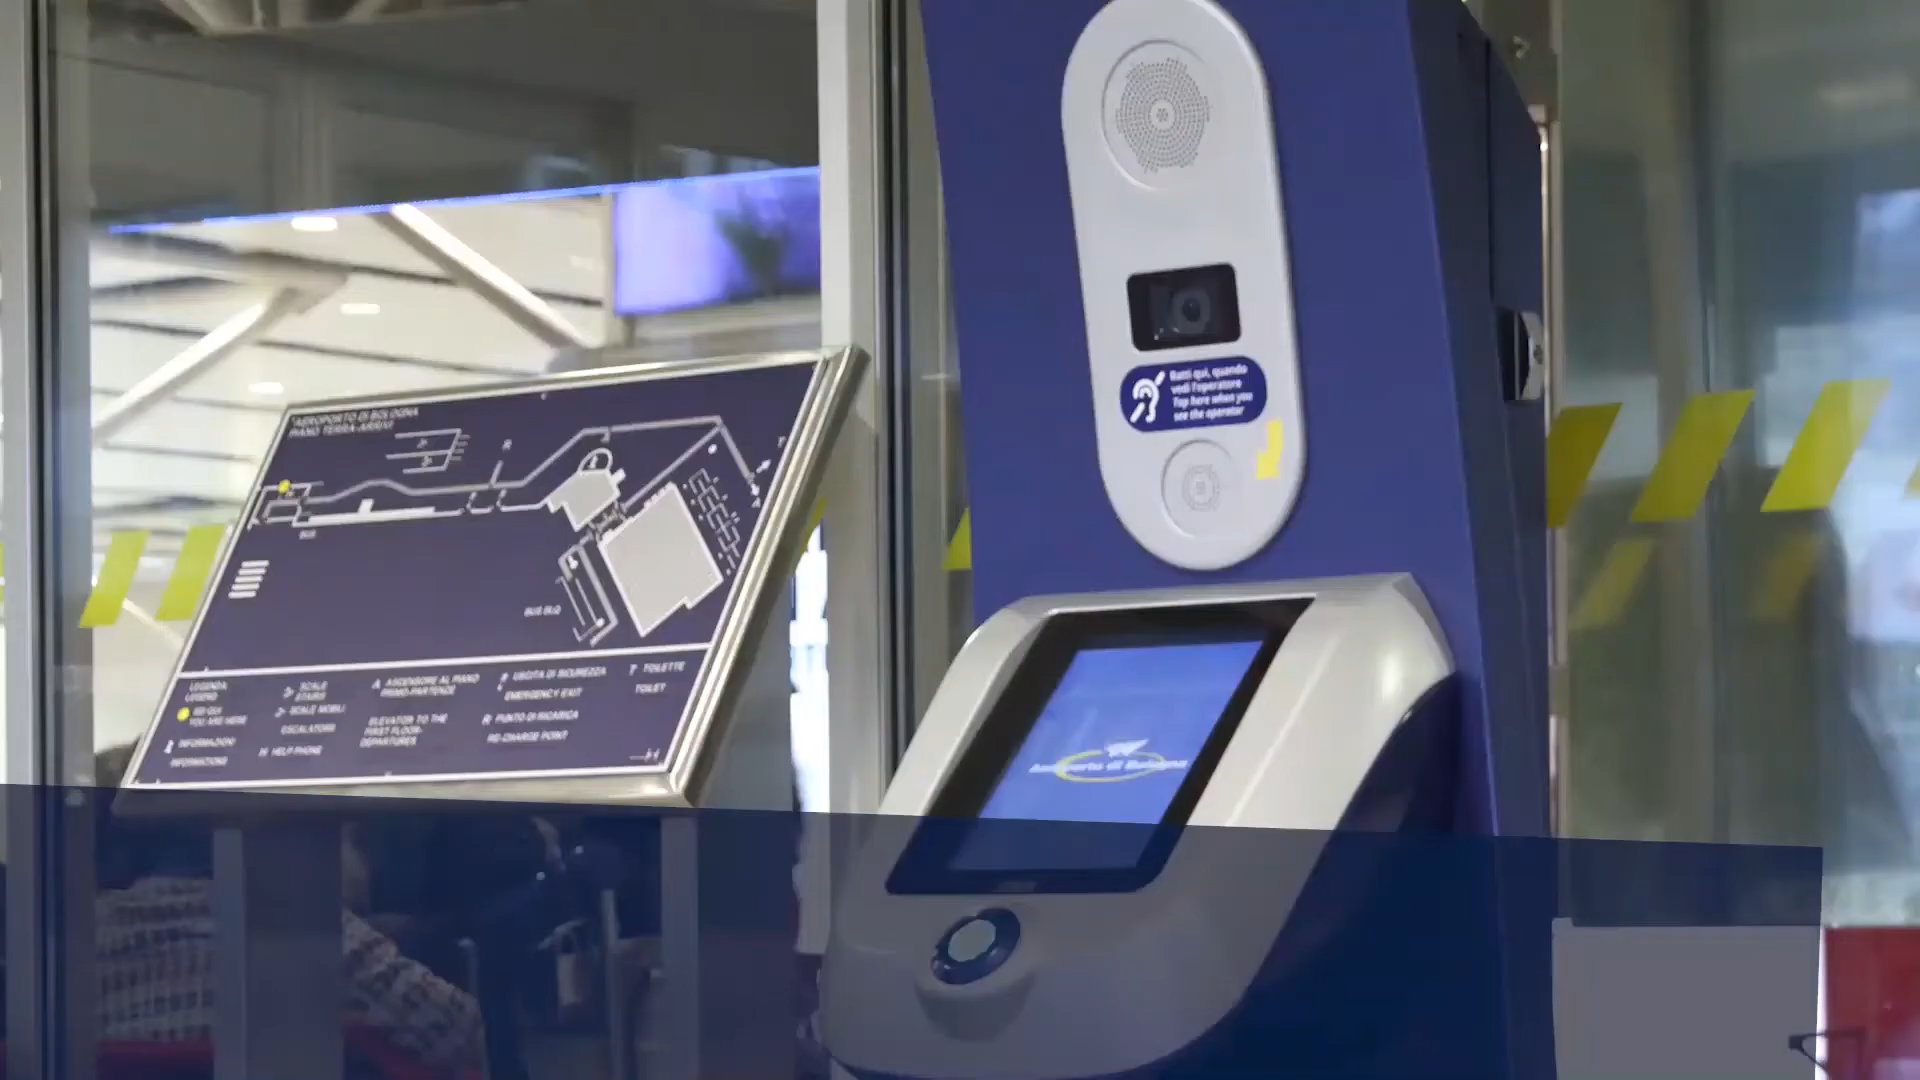 AEROPORTO DI BOLOGNA
PIANO TERRA-ARRIVI
R
T
BUS
BUS BLQ
LEGENDA
LEGEND
SEI QUI
YOU ARE HERE
INFORMAZIONI
INFORMATIONS
SCALE
STAIRS
SCALE MOBILI
ESCALATORS
H HELP PHONE
A ASCENSORE AL PIANO
PRIMO-PARTENZE
ELEVATOR TO THE
FIRST FLOOR-
DEPARTURES
USCITA DI SICUREZZA
EMERGENCY EXIT
R PUNTO DI RICARICA
RE-CHARGE POINT
T TOILETTE
TOILET
Batti qui, quando
vedi l'operatore
Tap here when you
see the operator
Aeroporto di Bologna